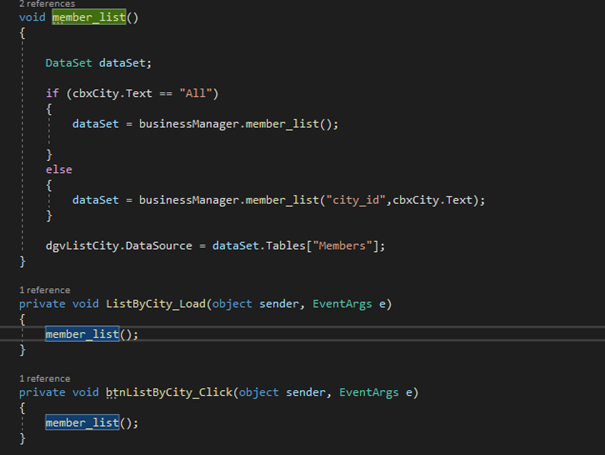 2 references
void member_list()
{
DataSet dataSet;
if (cbxCity.Text == "All")
{
dataSet = businessManager.member_list();
}
else
{
dataSet = businessManager.member_list("city_id",cbxCity.Text);
}
dgvListCity.DataSource = dataSet.Tables["Members"];
}
1 reference
private void ListByCity_Load(object sender, EventArgs e)
{
member_list();
}
1 reference
private void btnListByCity_Click(object sender, EventArgs e)
{
member_list();
}